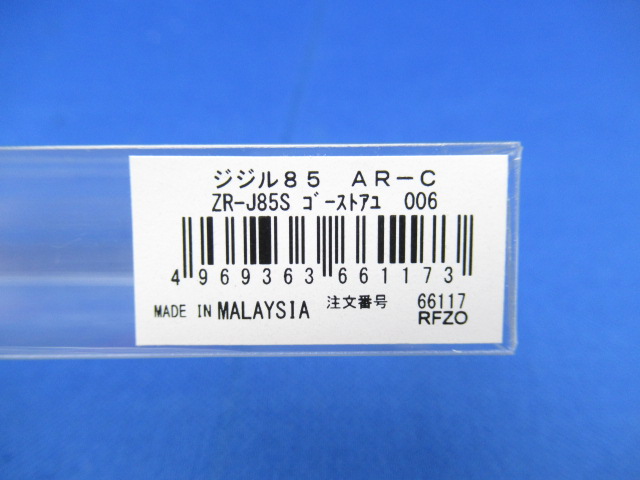 ジジル８５　ＡＲ－Ｃ
ZR-J85S ｺﾞｰｽﾄｱﾕ 006
4 969363 661173
MADE IN MALAYSIA 注文番号 66117
RFZO